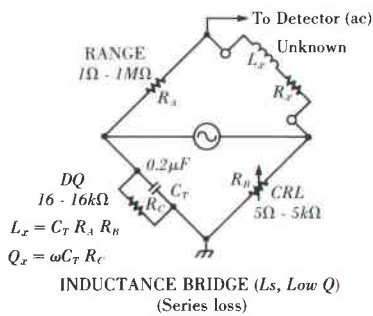 To Detector (ac)
RANGE
1Ω - 1MΩ
Unknown
Lx
RA
Rx
0.2μF
DQ
16 - 16kΩ
CT
RC
RB
CRL
5Ω - 5kΩ
Lx = CT RA RB
Qx = ωCT RC
INDUCTANCE BRIDGE (Ls, Low Q)
(Series loss)